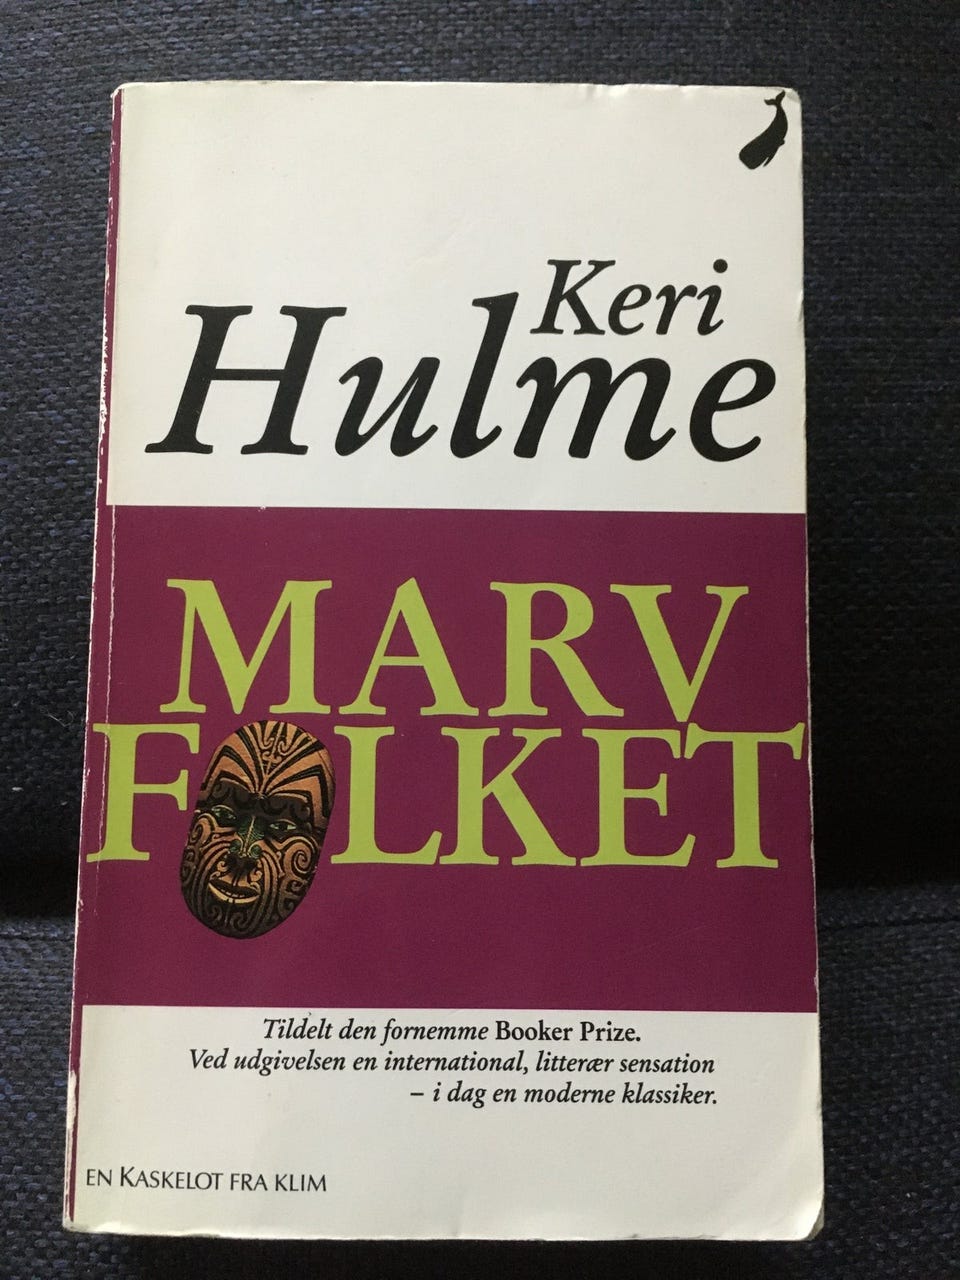 Keri
Hulme
MARV
FOLKET
Tildelt den fornemme Booker Prize.
Ved udgivelsen en international, litterær sensation
– i dag en moderne klassiker.
EN KASKELOT FRA KLIM